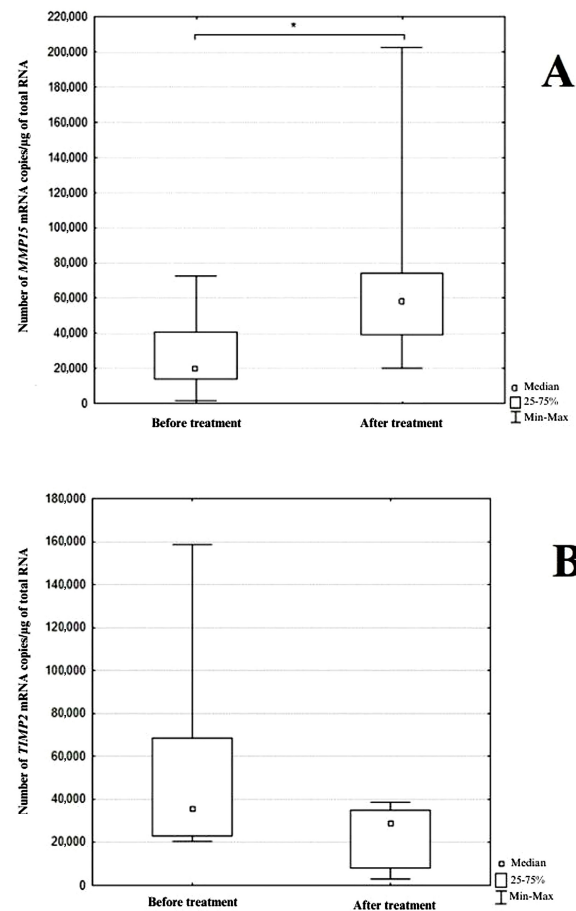 220,000
*
200,000
180,000
160,000
140,000
120,000
100,000
80,000
60,000
40,000
20,000
0
Number of MMP15 mRNA copies/µg of total RNA
A
Before treatment
After treatment
Median
25-75%
Min-Max
180,000
160,000
140,000
120,000
100,000
80,000
60,000
40,000
20,000
0
Number of TIMP2 mRNA copies/µg of total RNA
B
Before treatment
After treatment
Median
25-75%
Min-Max